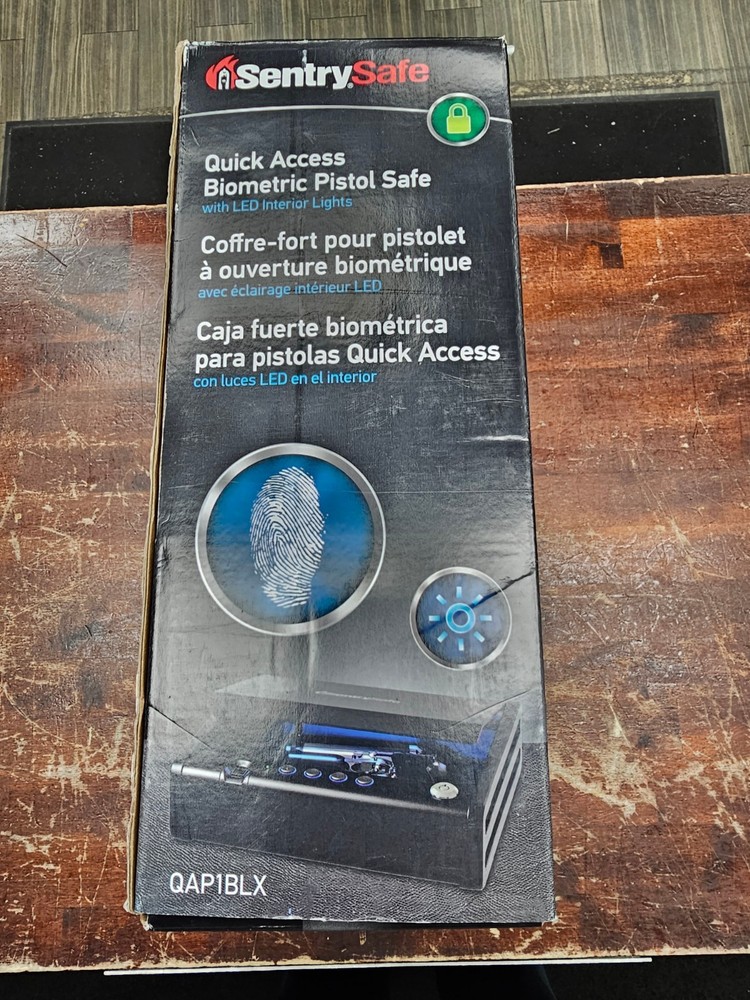 SentrySafe
Quick Access
Biometric Pistol Safe
with LED Interior Lights
Coffre-fort pour pistolet
à ouverture biométrique
avec éclairage intérieur LED
Caja fuerte biométrica
para pistolas Quick Access
con luces LED en el interior
QAP1BLX